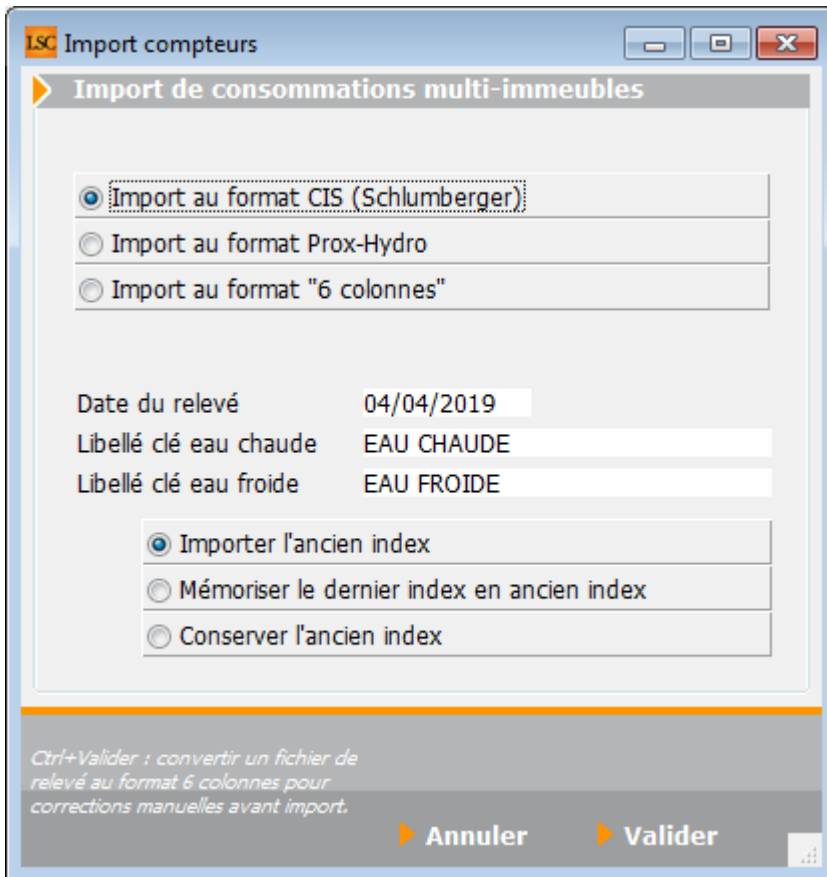 LSC Import compteurs
Import de consommations multi-immeubles
Import au format CIS (Schlumberger)
Import au format Prox-Hydro
Import au format "6 colonnes"
Date du relevé 04/04/2019
Libellé clé eau chaude EAU CHAUDE
Libellé clé eau froide EAU FROIDE
Importer l'ancien index
Mémoriser le dernier index en ancien index
Conserver l'ancien index
Ctrl+Valider : convertir un fichier de
relevé au format 6 colonnes pour
corrections manuelles avant import.
Annuler Valider